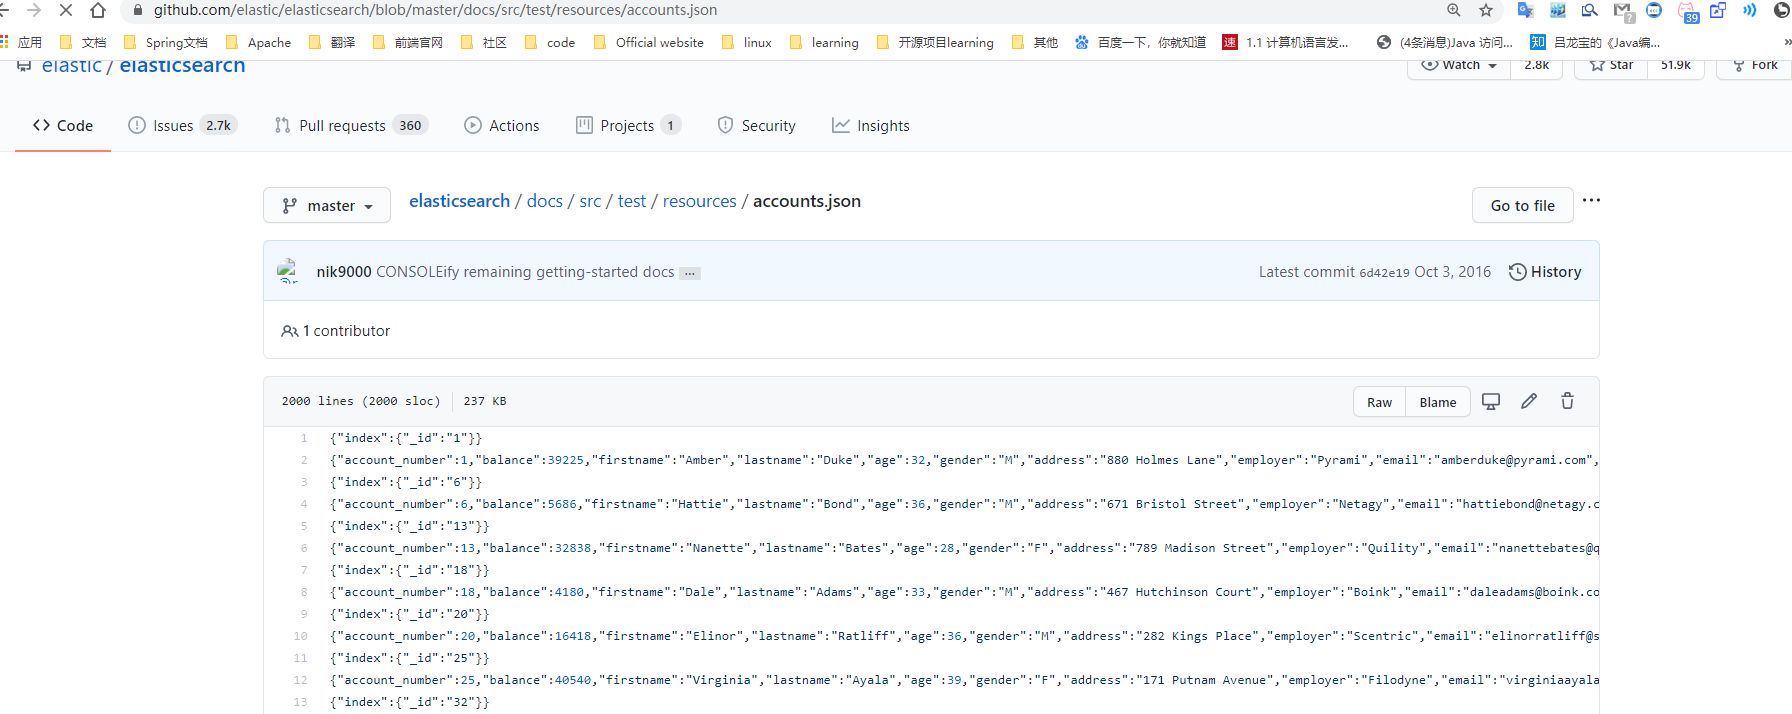 github.com/elastic/elasticsearch/blob/master/docs/src/test/resources/accounts.json
39
应用 文档 Spring文档 Apache 翻译 前端官网 社区 code Official website linux learning 开源项目learning 其他 百度一下，你就知道 速 1.1 计算机语言发... (4条消息)Java 访问... 知 吕龙宝的《Java编... »
elastic / elasticsearch Watch 2.8k Star 51.9k Fork
Code Issues 2.7k Pull requests 360 Actions Projects 1 Security Insights
master elasticsearch / docs / src / test / resources / accounts.json Go to file ...
nik9000 CONSOLEify remaining getting-started docs ... Latest commit 6d42e19 Oct 3, 2016 History
1 contributor
2000 lines (2000 sloc) 237 KB Raw Blame
1 {"index":{"_id":"1"}}
2 {"account_number":1,"balance":39225,"firstname":"Amber","lastname":"Duke","age":32,"gender":"M","address":"880 Holmes Lane","employer":"Pyrami","email":"amberduke@pyrami.com",
3 {"index":{"_id":"6"}}
4 {"account_number":6,"balance":5686,"firstname":"Hattie","lastname":"Bond","age":36,"gender":"M","address":"671 Bristol Street","employer":"Netagy","email":"hattiebond@netagy.c
5 {"index":{"_id":"13"}}
6 {"account_number":13,"balance":32838,"firstname":"Nanette","lastname":"Bates","age":28,"gender":"F","address":"789 Madison Street","employer":"Quility","email":"nanettebates@q
7 {"index":{"_id":"18"}}
8 {"account_number":18,"balance":4180,"firstname":"Dale","lastname":"Adams","age":33,"gender":"M","address":"467 Hutchinson Court","employer":"Boink","email":"daleadams@boink.co
9 {"index":{"_id":"20"}}
10 {"account_number":20,"balance":16418,"firstname":"Elinor","lastname":"Ratliff","age":36,"gender":"M","address":"282 Kings Place","employer":"Scentric","email":"elinorratliff@s
11 {"index":{"_id":"25"}}
12 {"account_number":25,"balance":40540,"firstname":"Virginia","lastname":"Ayala","age":39,"gender":"F","address":"171 Putnam Avenue","employer":"Filodyne","email":"virginiaayala
13 {"index":{"_id":"32"}}